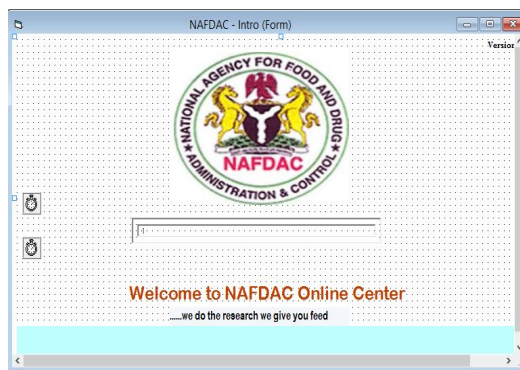 NAFDAC - Intro (Form)
Version
NATIONAL AGENCY FOR FOOD AND DRUG
ADMINISTRATION & CONTROL
NAFDAC
Welcome to NAFDAC Online Center
......we do the research we give you feed